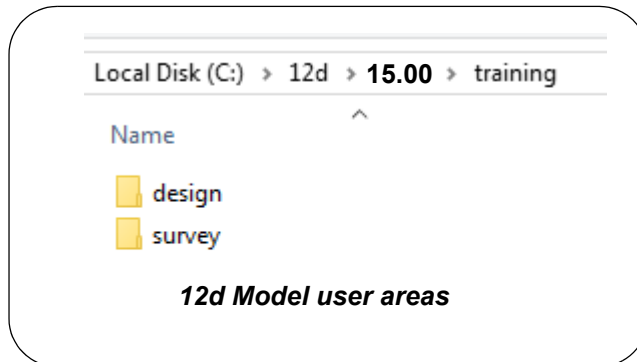 Local Disk (C:) > 12d > 15.00 > training
Name
design
survey
12d Model user areas